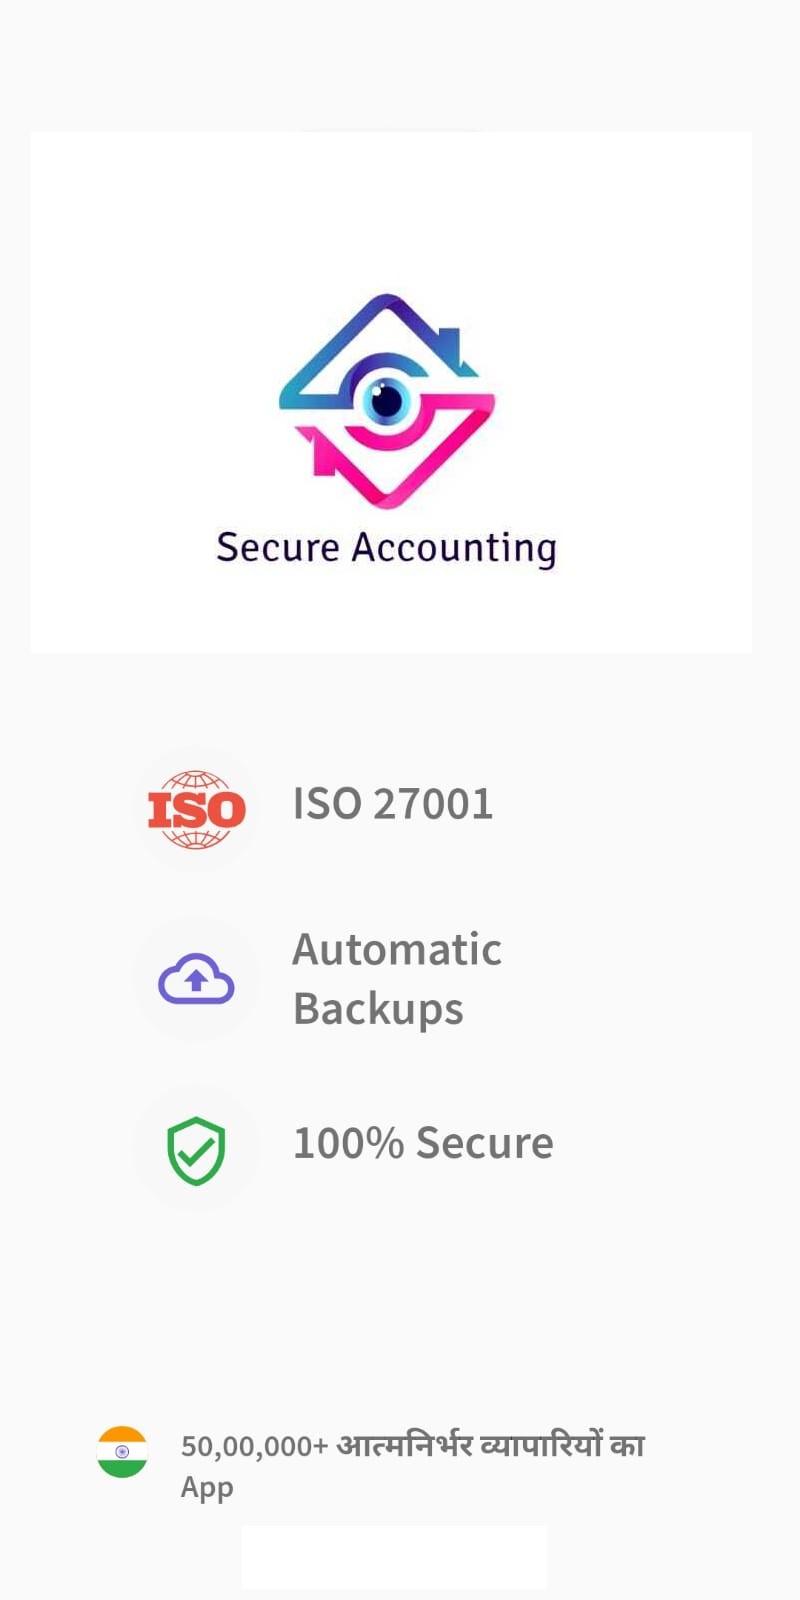 Secure Accounting
ISO
ISO 27001
Automatic
Backups
100% Secure
50,00,000+ आत्मनिर्भर व्यापारियों का
App